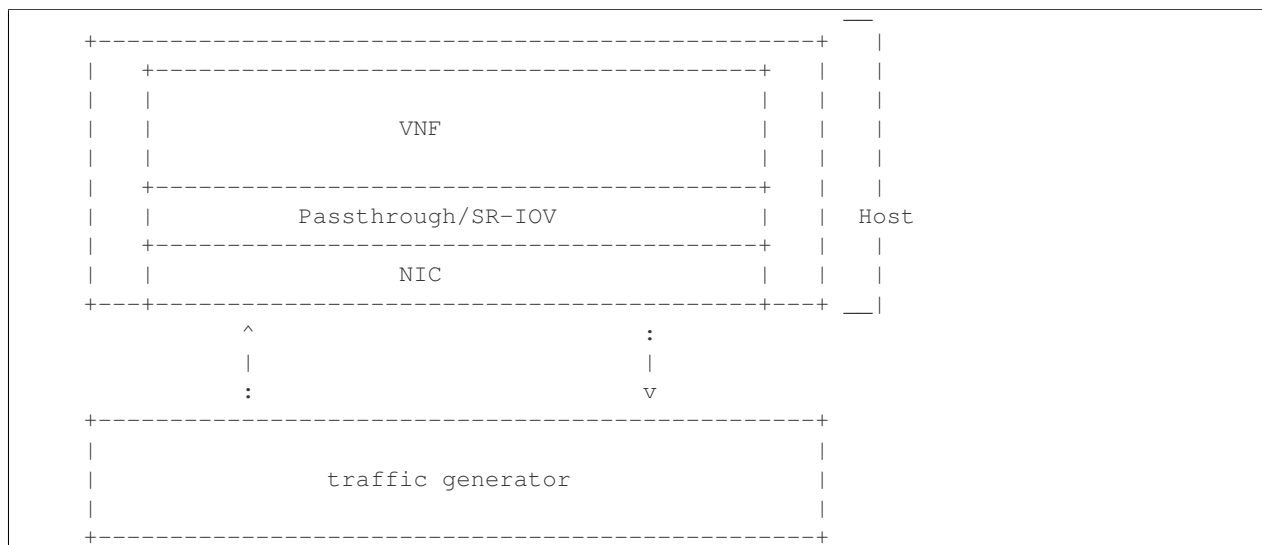 VNF
Passthrough/SR-IOV
Host
NIC
traffic generator